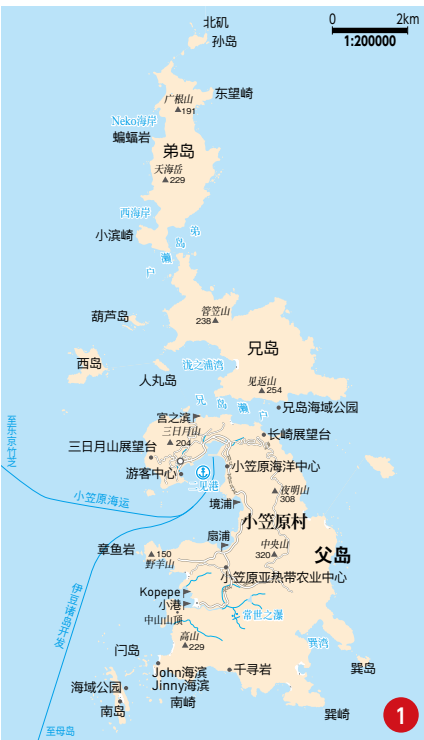 北矶
孙岛
0 2km
1:200000
广根山
191
东望崎
Neko海岸
蝙蝠岩
弟岛
天海岳
229
西海岸
小滨崎
弟岛濑户
管笠山
238
葫芦岛
兄岛
西岛
泷之浦湾
人丸岛
见返山
254
兄岛濑户
兄岛海域公园
宫之滨
至东京竹芝
三日月山
204
长崎展望台
三日月山展望台
游客中心
小笠原海洋中心
二见港
夜明山
308
小笠原海运
境浦
小笠原村
扇浦
中央山
320
父岛
章鱼岩
150
野羊山
小笠原亚热带农业中心
伊豆诸岛开发
Kopepe
小港
中山山顶
常世之瀑
高山
229
巽湾
闩岛
John海滨
Jinny海滨
千寻岩
巽岛
海域公园
南崎
南岛
巽崎
至母岛
1